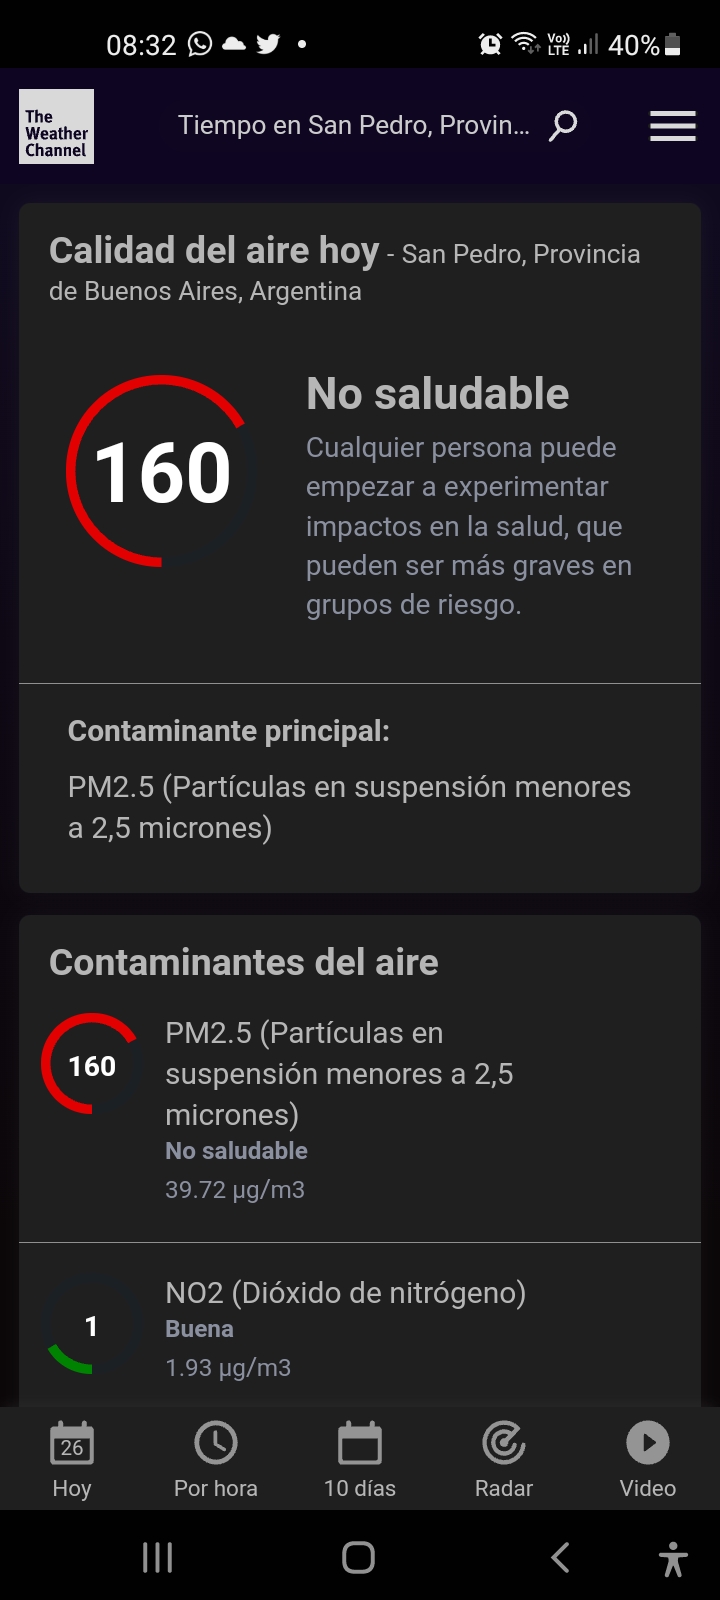 08:32
Vo))
LTE
40%
The
Weather
Channel
Tiempo en San Pedro, Provin...
Calidad del aire hoy - San Pedro, Provincia
de Buenos Aires, Argentina
160
No saludable
Cualquier persona puede
empezar a experimentar
impactos en la salud, que
pueden ser más graves en
grupos de riesgo.
Contaminante principal:
PM2.5 (Partículas en suspensión menores
a 2,5 micrones)
Contaminantes del aire
160
PM2.5 (Partículas en
suspensión menores a 2,5
micrones)
No saludable
39.72 µg/m3
1
NO2 (Dióxido de nitrógeno)
Buena
1.93 µg/m3
26
Hoy
Por hora
10 días
Radar
Video